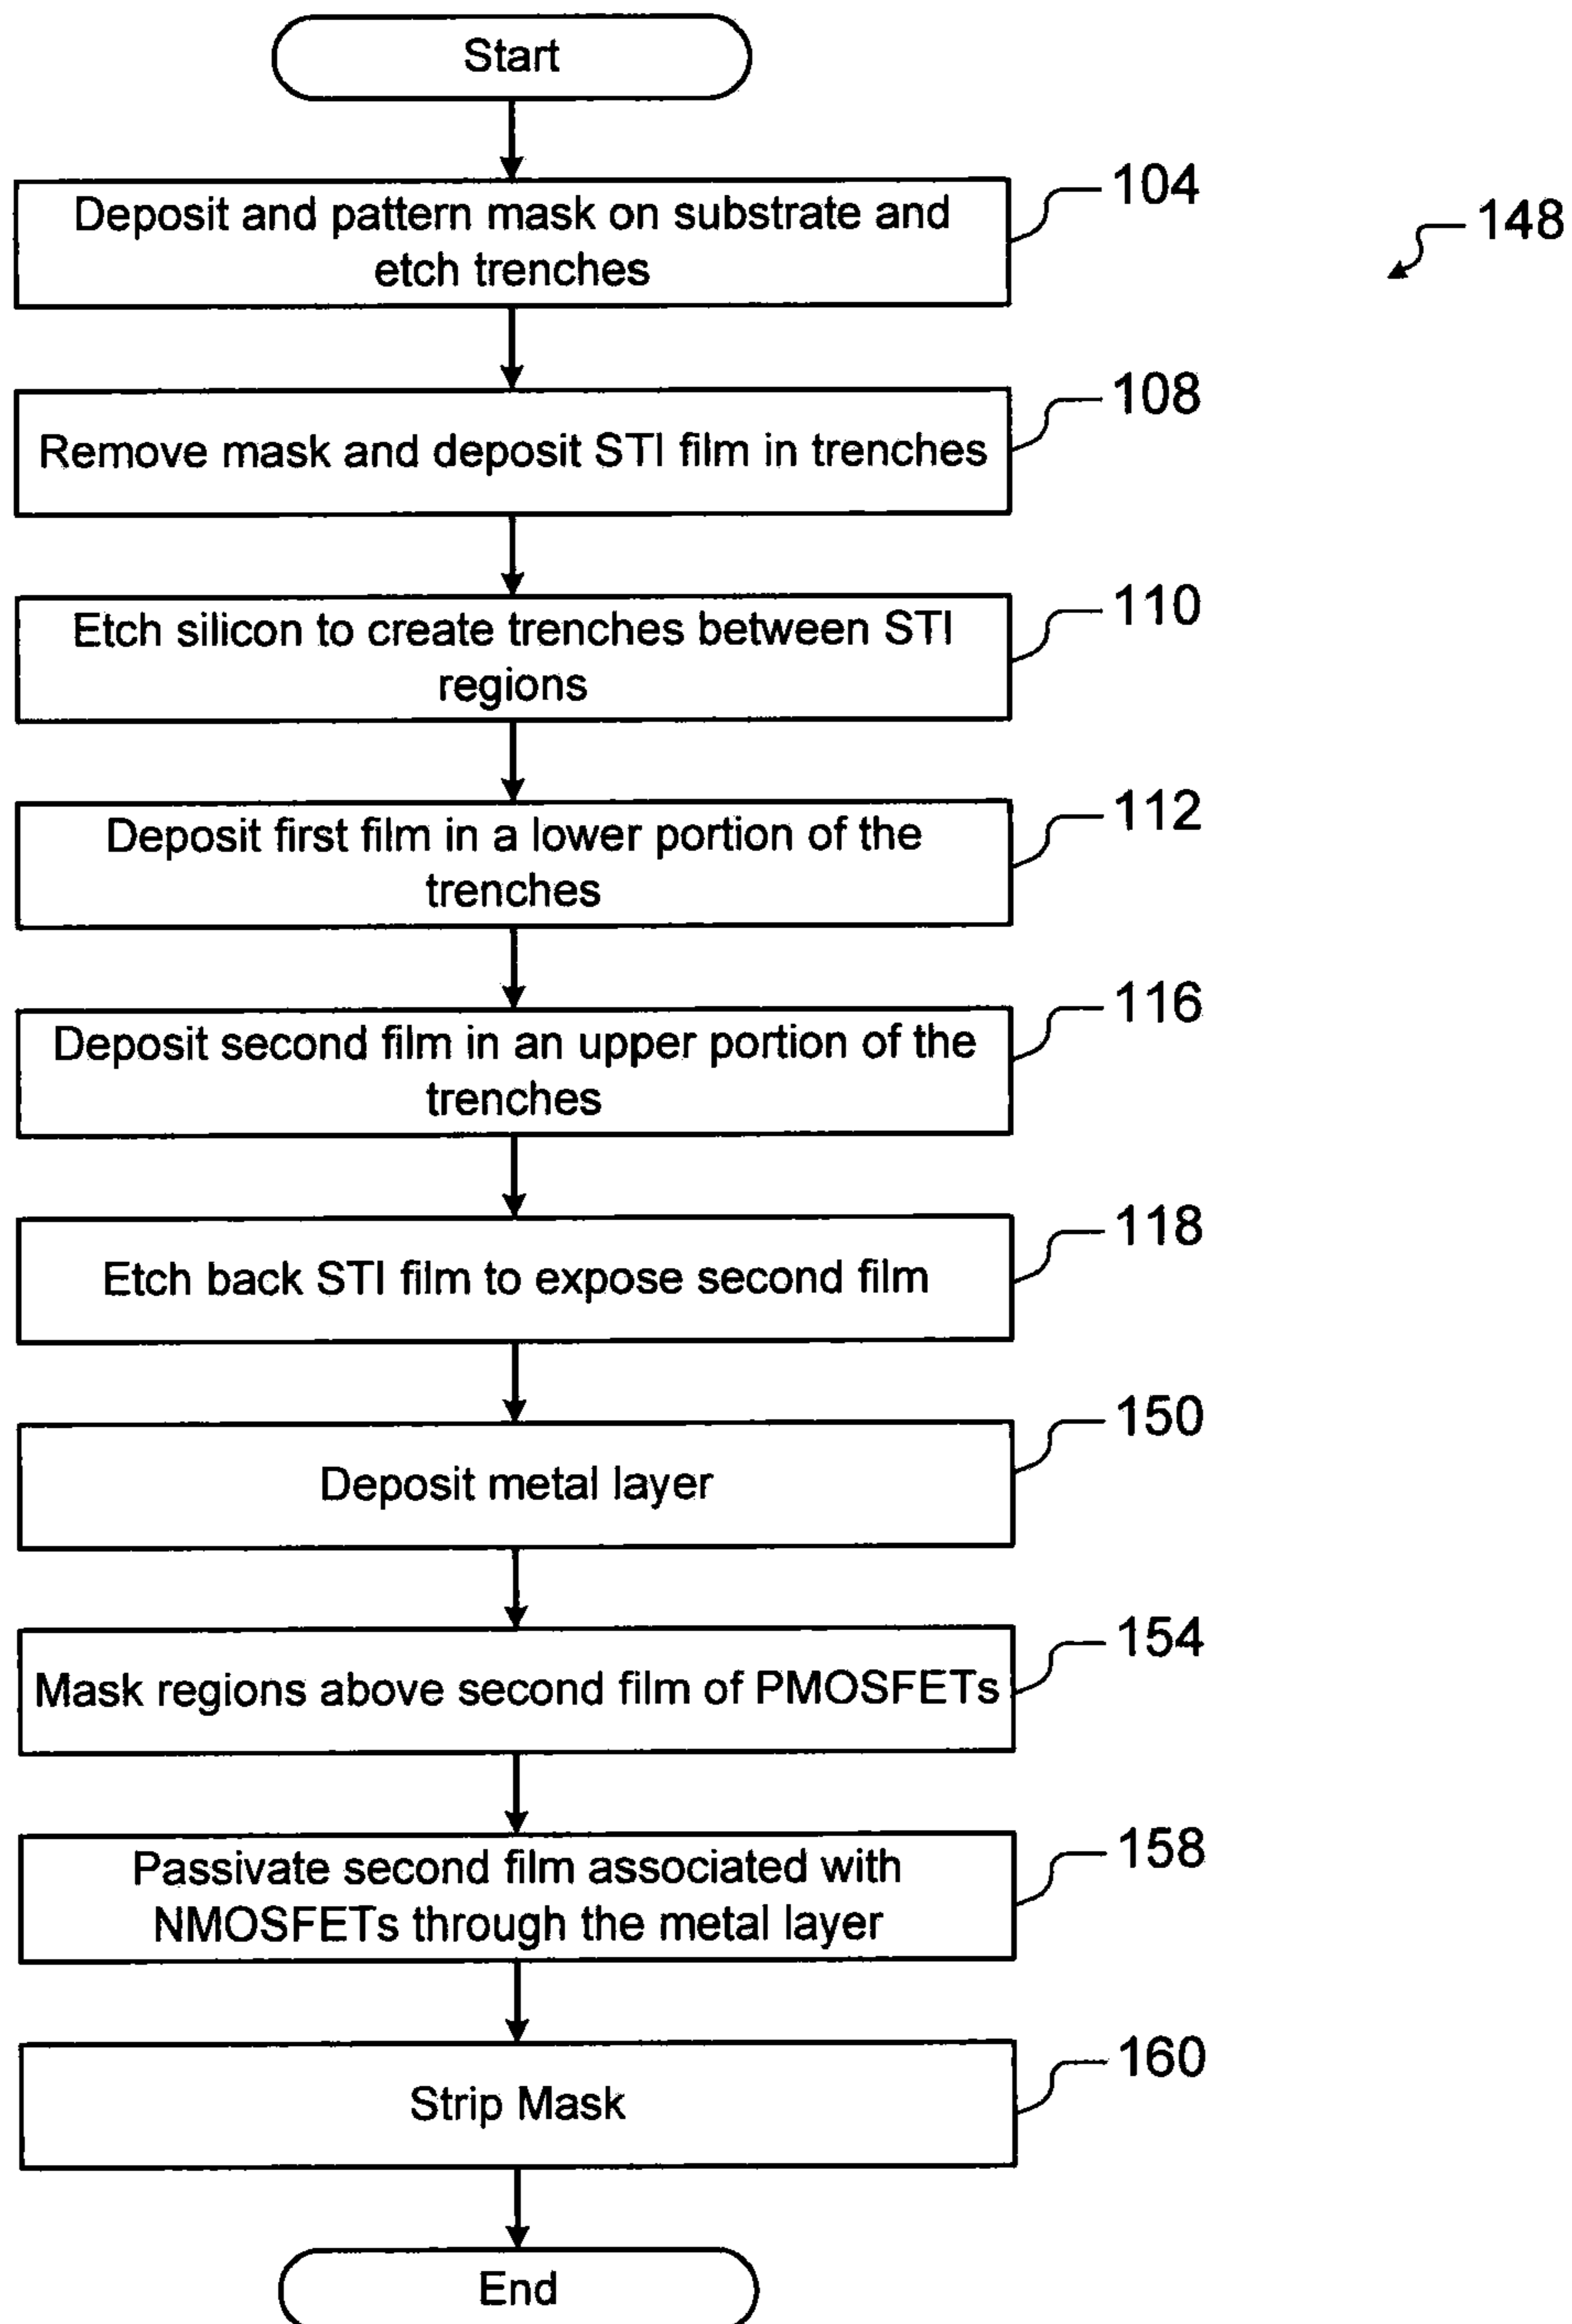 Start
Deposit and pattern mask on substrate and
etch trenches
104
148
Remove mask and deposit STI film in trenches
108
Etch silicon to create trenches between STI
regions
110
Deposit first film in a lower portion of the
trenches
112
Deposit second film in an upper portion of the
trenches
116
Etch back STI film to expose second film
118
Deposit metal layer
150
Mask regions above second film of PMOSFETs
154
Passivate second film associated with
NMOSFETs through the metal layer
158
Strip Mask
160
End